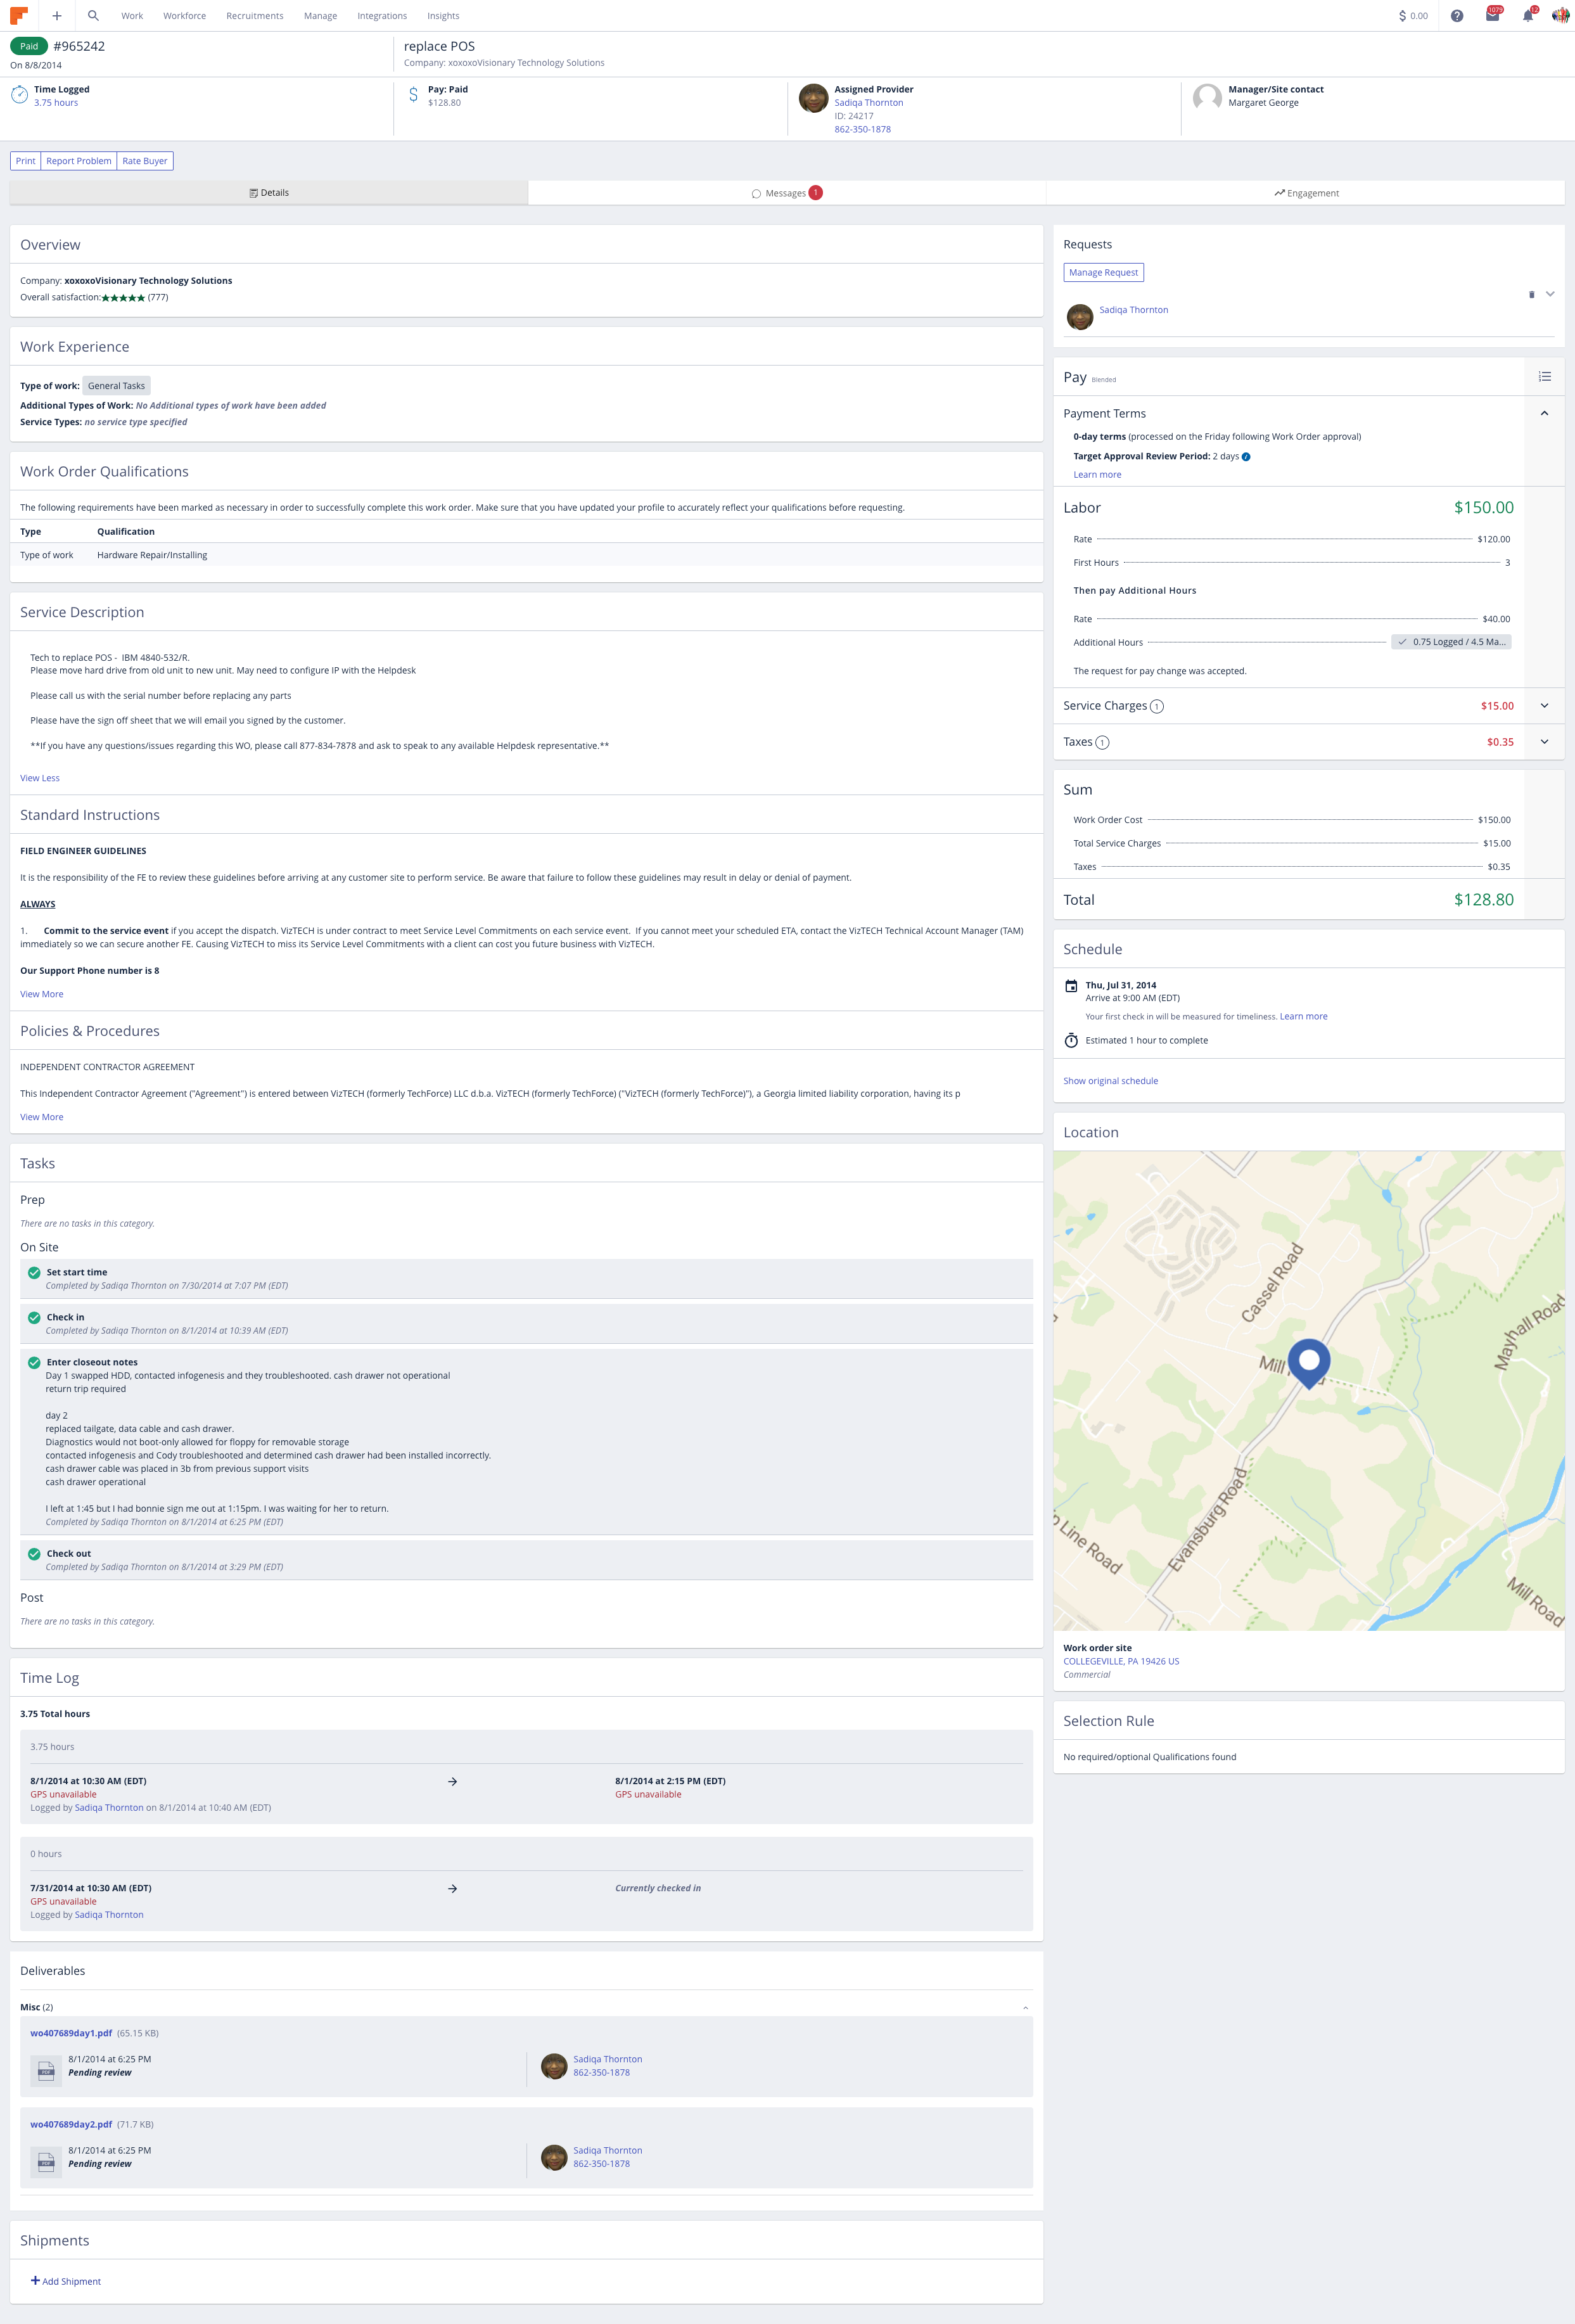 Work Workforce Recruitments Manage Integrations Insights
0.00
1079
12
Paid #965242
On 8/8/2014
replace POS
Company: xoxoxoVisionary Technology Solutions
Time Logged
3.75 hours
Pay: Paid
$128.80
Assigned Provider
Sadiqa Thornton
ID: 24217
862-350-1878
Manager/Site contact
Margaret George
Print Report Problem Rate Buyer
Details
Messages 1
Engagement
Overview
Company: xoxoxoVisionary Technology Solutions
Overall satisfaction:★★★★★ (777)
Work Experience
Type of work: General Tasks
Additional Types of Work: No Additional types of work have been added
Service Types: no service type specified
Work Order Qualifications
The following requirements have been marked as necessary in order to successfully complete this work order. Make sure that you have updated your profile to accurately reflect your qualifications before requesting.
Type Qualification
Type of work Hardware Repair/Installing
Service Description
Tech to replace POS - IBM 4840-532/R.
Please move hard drive from old unit to new unit. May need to configure IP with the Helpdesk
Please call us with the serial number before replacing any parts
Please have the sign off sheet that we will email you signed by the customer.
**If you have any questions/issues regarding this WO, please call 877-834-7878 and ask to speak to any available Helpdesk representative.**
View Less
Standard Instructions
FIELD ENGINEER GUIDELINES
It is the responsibility of the FE to review these guidelines before arriving at any customer site to perform service. Be aware that failure to follow these guidelines may result in delay or denial of payment.
ALWAYS
1. Commit to the service event if you accept the dispatch. VizTECH is under contract to meet Service Level Commitments on each service event. If you cannot meet your scheduled ETA, contact the VizTECH Technical Account Manager (TAM)
immediately so we can secure another FE. Causing VizTECH to miss its Service Level Commitments with a client can cost you future business with VizTECH.
Our Support Phone number is 8
View More
Policies & Procedures
INDEPENDENT CONTRACTOR AGREEMENT
This Independent Contractor Agreement ("Agreement") is entered between VizTECH (formerly TechForce) LLC d.b.a. VizTECH (formerly TechForce) ("VizTECH (formerly TechForce)"), a Georgia limited liability corporation, having its p
View More
Tasks
Prep
There are no tasks in this category.
On Site
Set start time
Completed by Sadiqa Thornton on 7/30/2014 at 7:07 PM (EDT)
Check in
Completed by Sadiqa Thornton on 8/1/2014 at 10:39 AM (EDT)
Enter closeout notes
Day 1 swapped HDD, contacted infogenesis and they troubleshooted. cash drawer not operational
return trip required
day 2
replaced tailgate, data cable and cash drawer.
Diagnostics would not boot-only allowed for floppy for removable storage
contacted infogenesis and Cody troubleshooted and determined cash drawer had been installed incorrectly.
cash drawer cable was placed in 3b from previous support visits
cash drawer operational
I left at 1:45 but I had bonnie sign me out at 1:15pm. I was waiting for her to return.
Completed by Sadiqa Thornton on 8/1/2014 at 6:25 PM (EDT)
Check out
Completed by Sadiqa Thornton on 8/1/2014 at 3:29 PM (EDT)
Post
There are no tasks in this category.
Time Log
3.75 Total hours
3.75 hours
8/1/2014 at 10:30 AM (EDT)
GPS unavailable
Logged by Sadiqa Thornton on 8/1/2014 at 10:40 AM (EDT)
8/1/2014 at 2:15 PM (EDT)
GPS unavailable
0 hours
7/31/2014 at 10:30 AM (EDT)
GPS unavailable
Logged by Sadiqa Thornton
Currently checked in
Deliverables
Misc (2)
wo407689day1.pdf (65.15 KB)
PDF
8/1/2014 at 6:25 PM
Pending review
Sadiqa Thornton
862-350-1878
wo407689day2.pdf (71.7 KB)
PDF
8/1/2014 at 6:25 PM
Pending review
Sadiqa Thornton
862-350-1878
Shipments
Add Shipment
Requests
Manage Request
Sadiqa Thornton
Pay Blended
Payment Terms
0-day terms (processed on the Friday following Work Order approval)
Target Approval Review Period: 2 days
Learn more
Labor $150.00
Rate $120.00
First Hours 3
Then pay Additional Hours
Rate $40.00
Additional Hours 0.75 Logged / 4.5 Ma...
The request for pay change was accepted.
Service Charges 1 $15.00
Taxes 1 $0.35
Sum
Work Order Cost $150.00
Total Service Charges $15.00
Taxes $0.35
Total $128.80
Schedule
Thu, Jul 31, 2014
Arrive at 9:00 AM (EDT)
Your first check in will be measured for timeliness. Learn more
Estimated 1 hour to complete
Show original schedule
Location
Cassel Road
Mayhall Road
Mill
Evansburg Road
p Line Road
Mill Road
Work order site
COLLEGEVILLE, PA 19426 US
Commercial
Selection Rule
No required/optional Qualifications found